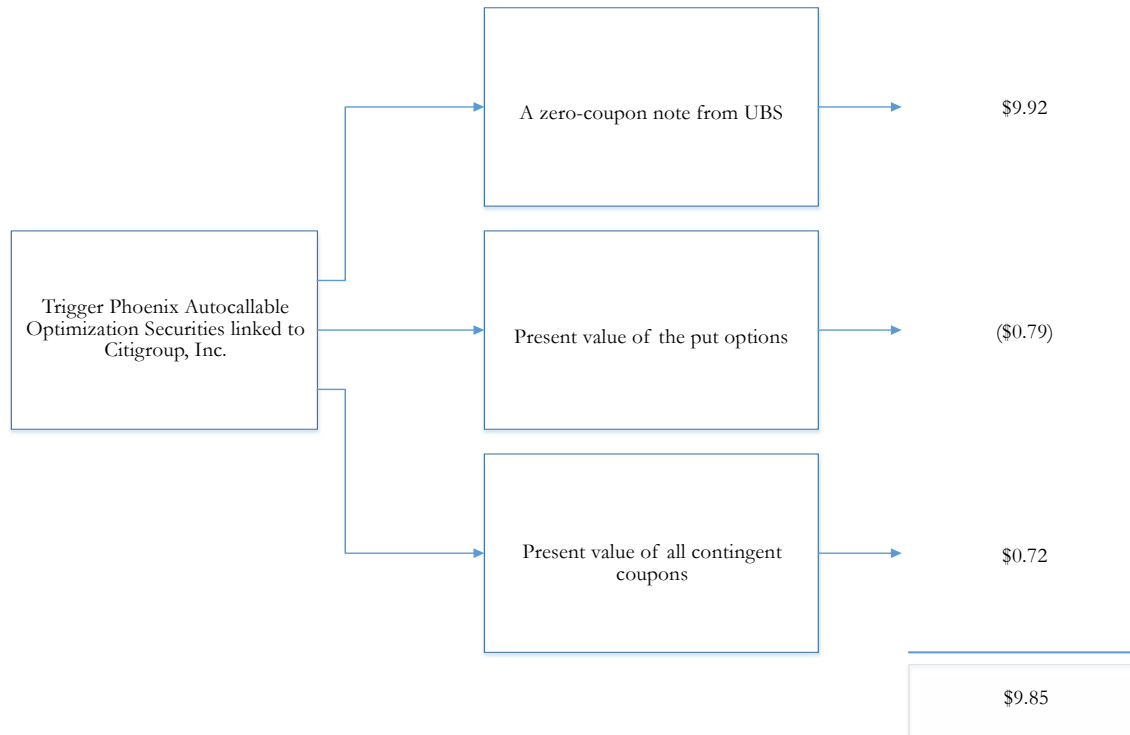 A zero-coupon note from UBS
$9.92
Trigger Phoenix Autocallable
Optimization Securities linked to
Citigroup, Inc.
Present value of the put options
($0.79)
Present value of all contingent
coupons
$0.72
$9.85